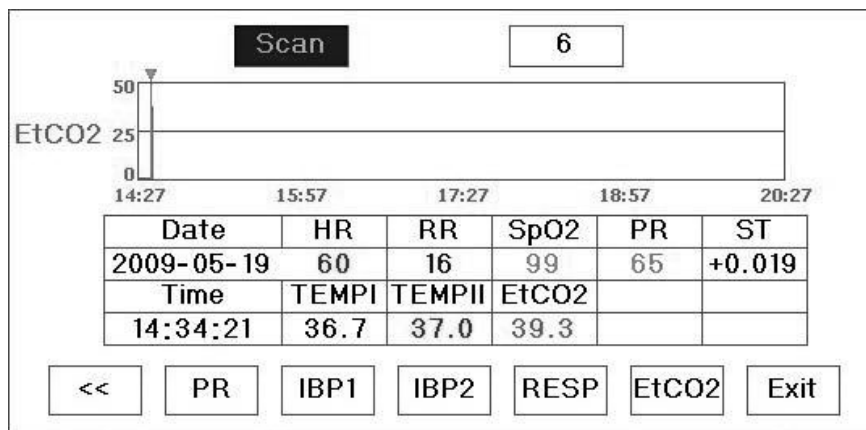 Scan 6
50
EtCO2 25
0
14:27 15:57 17:27 18:57 20:27
Date HR RR SpO2 PR ST
2009-05-19 60 16 99 65 +0.019
Time TEMPI TEMPII EtCO2
14:34:21 36.7 37.0 39.3
<< PR IBP1 IBP2 RESP EtCO2 Exit